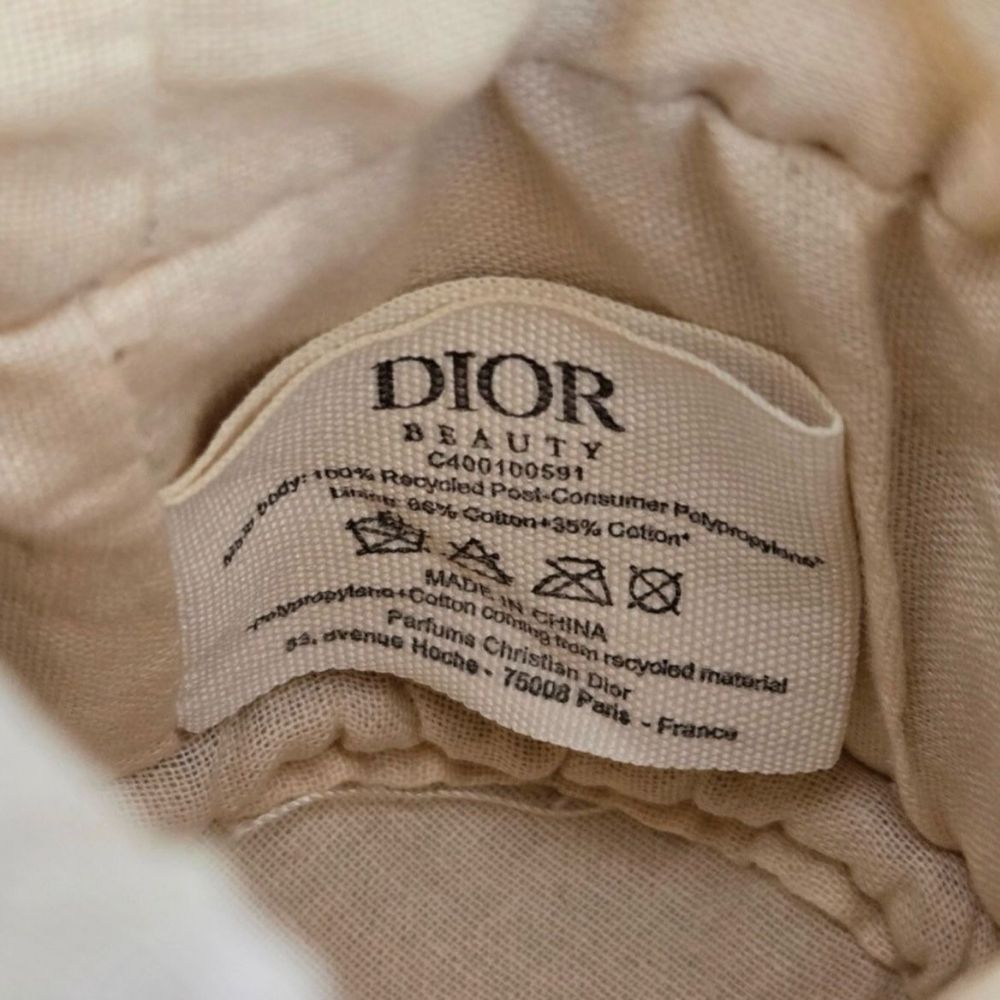 DIOR
BEAUTY
C400100591
Main body: 100% Recycled Post-Consumer Polypropylene*
Lining: 65% Cotton+35% Cotton*
MADE IN CHINA
*Polypropylene+Cotton coming from recycled material
Parfums Christian Dior
33, avenue Hoche - 75008 Paris - France